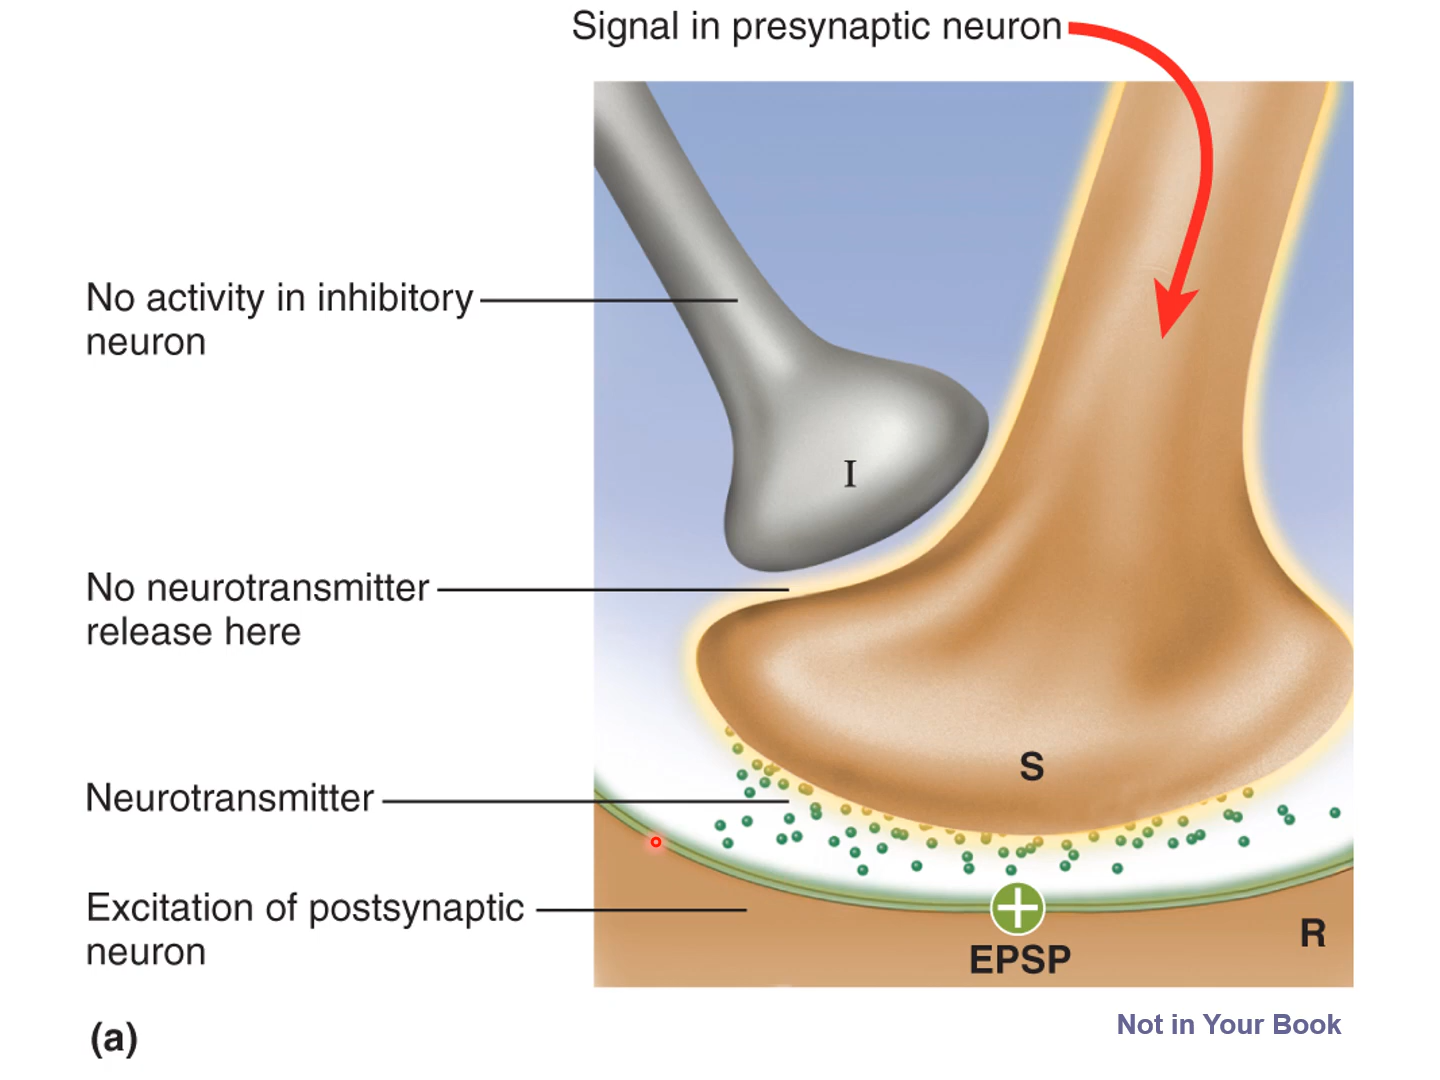 Signal in presynaptic neuron
No activity in inhibitory
neuron
I
No neurotransmitter
release here
S
Neurotransmitter
Excitation of postsynaptic
neuron
R
EPSP
Not in Your Book
(a)